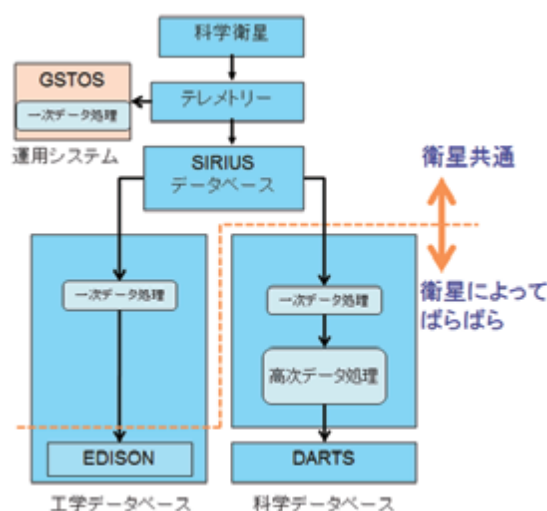 科学衛星
GSTOS
一次データ処理
運用システム
テレメトリー
SIRIUS
データベース
衛星共通
衛星によって
ばらばら
一次データ処理
一次データ処理
高次データ処理
EDISON
DARTS
工学データベース
科学データベース